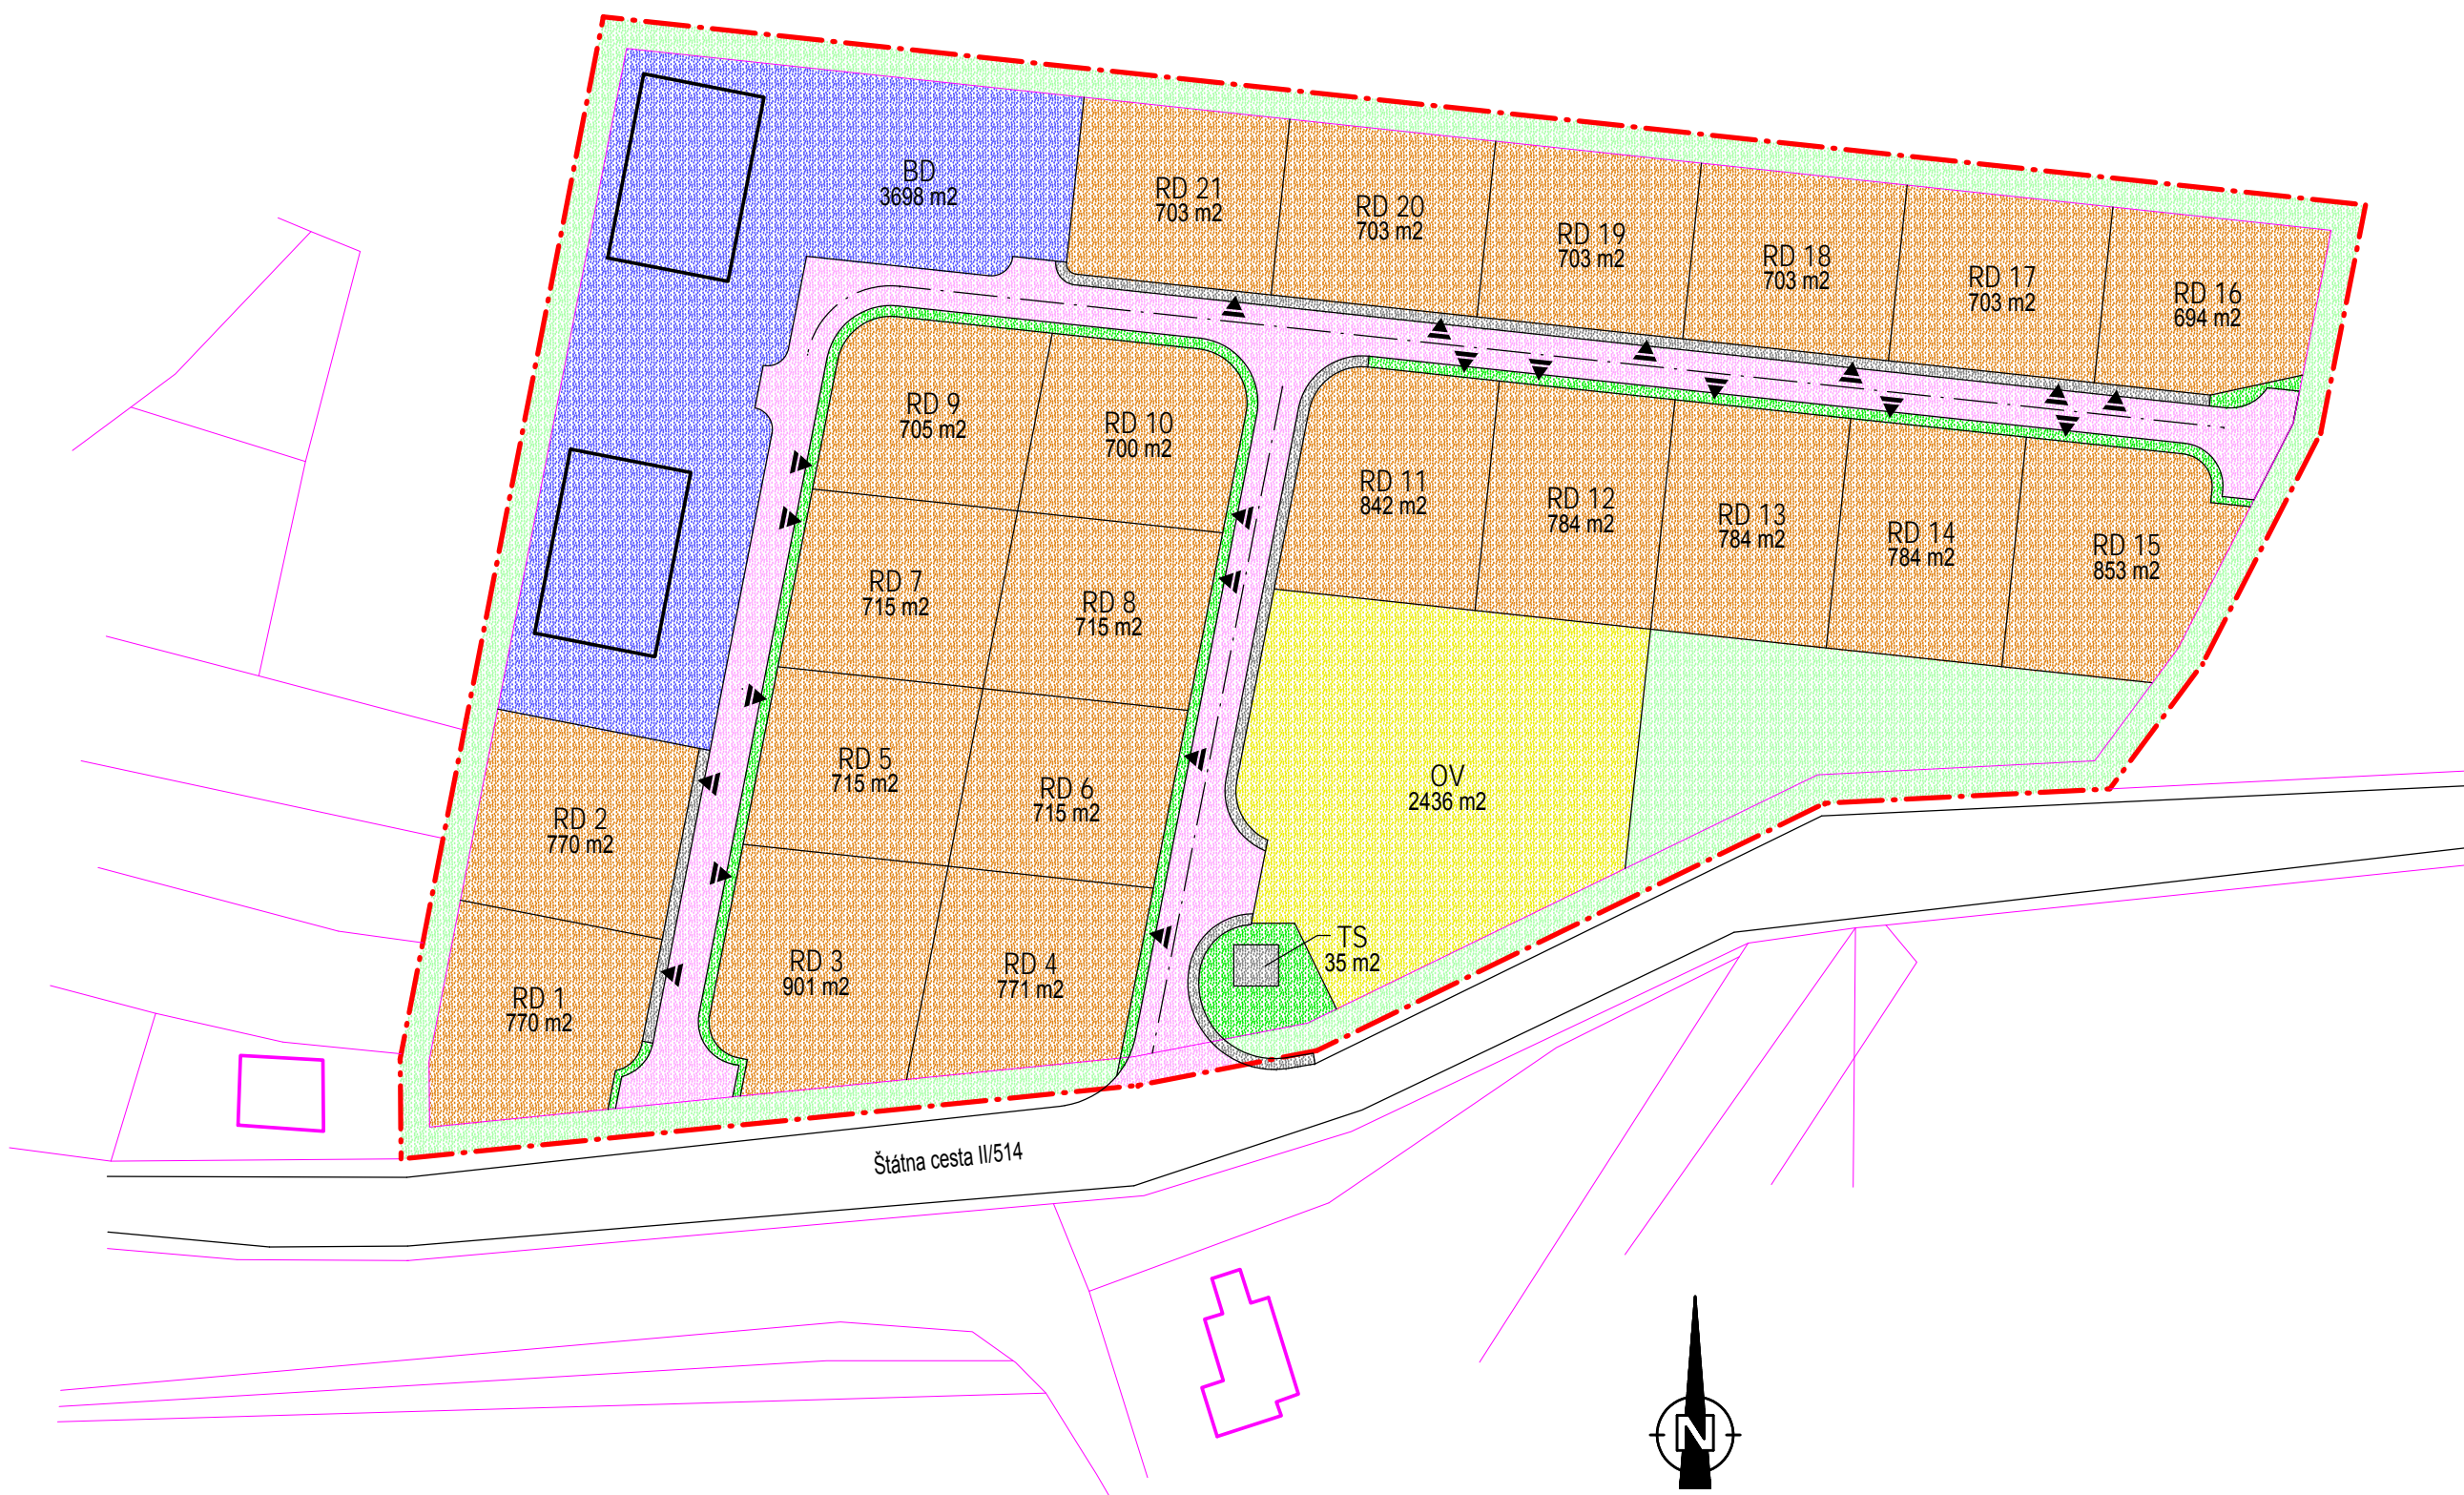 BD
3698 m2
RD 21
703 m2
RD 20
703 m2
RD 19
703 m2
RD 18
703 m2
RD 17
703 m2
RD 16
694 m2
RD 9
705 m2
RD 10
700 m2
RD 11
842 m2
RD 12
784 m2
RD 13
784 m2
RD 14
784 m2
RD 15
853 m2
RD 7
715 m2
RD 8
715 m2
RD 5
715 m2
RD 6
715 m2
OV
2436 m2
RD 2
770 m2
RD 1
770 m2
RD 3
901 m2
RD 4
771 m2
TS
35 m2
Štátna cesta II/514
N